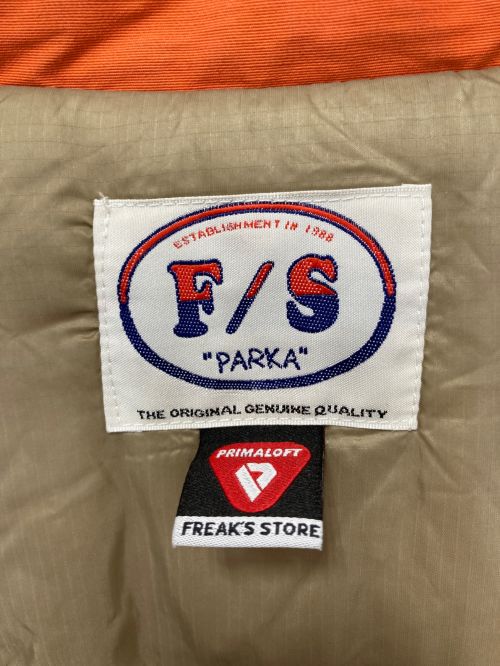 ESTABLISHMENT IN 1988
F/S
"PARKA"
THE ORIGINAL GENUINE QUALITY
PRIMALOFT
FREAK'S STORE